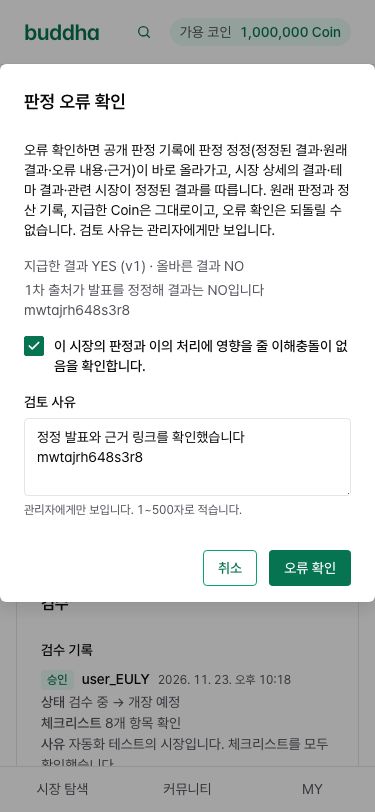 buddha
가용 코인 1,000,000 Coin
판정 오류 확인
오류 확인하면 공개 판정 기록에 판정 정정(정정된 결과·원래
결과·오류 내용·근거)이 바로 올라가고, 시장 상세의 결과·테
마 결과·관련 시장이 정정된 결과를 따릅니다. 원래 판정과 정
산 기록, 지급한 Coin은 그대로이고, 오류 확인은 되돌릴 수
없습니다. 검토 사유는 관리자에게만 보입니다.
지급한 결과 YES (v1) · 올바른 결과 NO
1차 출처가 발표를 정정해 결과는 NO입니다
mwtajrh648s3r8
이 시장의 판정과 이의 처리에 영향을 줄 이해충돌이 없
음을 확인합니다.
검토 사유
정정 발표와 근거 링크를 확인했습니다
mwtajrh648s3r8
관리자에게만 보입니다. 1~500자로 적습니다.
취소
오류 확인
검수
검수 기록
승인 user_EULY 2026. 11. 23. 오후 10:18
상태 검수 중 → 개장 예정
체크리스트 8개 항목 확인
사유 자동화 테스트의 시장입니다. 체크리스트를 모두
확인했습니다
시장 탐색
커뮤니티
MY